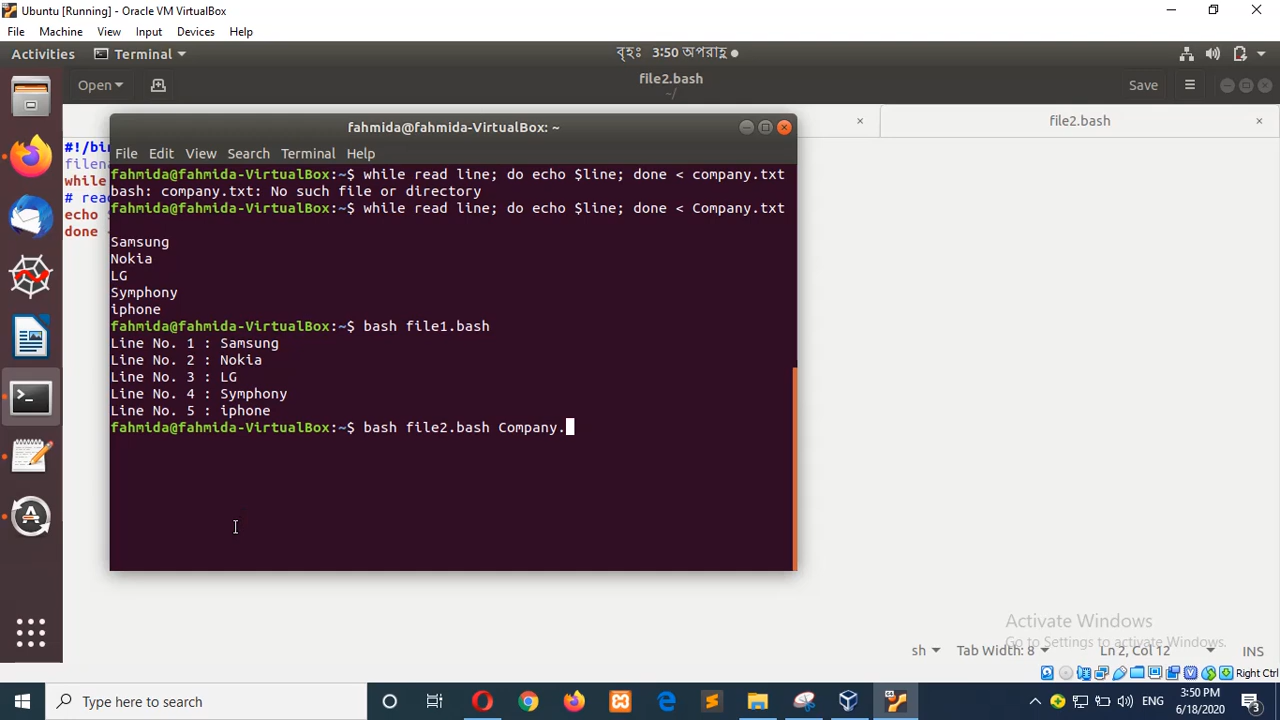 Ubuntu [Running] - Oracle VM VirtualBox
File Machine View Input Devices Help
Activities Terminal বৃহঃ 3:50 অপরাহ্ণ
Open file2.bash Save
~/
file2.bash
#!/bin
filena
while
# read
echo $
done
fahmida@fahmida-VirtualBox: ~
File Edit View Search Terminal Help
fahmida@fahmida-VirtualBox:~$ while read line; do echo $line; done < company.txt
bash: company.txt: No such file or directory
fahmida@fahmida-VirtualBox:~$ while read line; do echo $line; done < Company.txt
Samsung
Nokia
LG
Symphony
iphone
fahmida@fahmida-VirtualBox:~$ bash file1.bash
Line No. 1 : Samsung
Line No. 2 : Nokia
Line No. 3 : LG
Line No. 4 : Symphony
Line No. 5 : iphone
fahmida@fahmida-VirtualBox:~$ bash file2.bash Company.
Activate Windows
Go to Settings to activate Windows.
sh Tab Width: 8 Ln 2, Col 12 INS
Right Ctrl
Type here to search
ENG
3:50 PM
6/18/2020
3